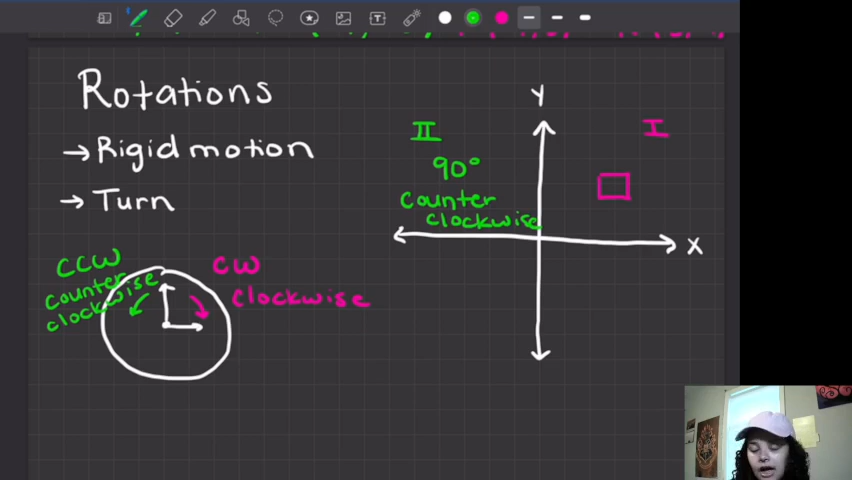 Rotations
→ Rigid motion
→ Turn
CCW
counter
clockwise
CW
clockwise
Y
II
I
90°
counter
clockwise
X